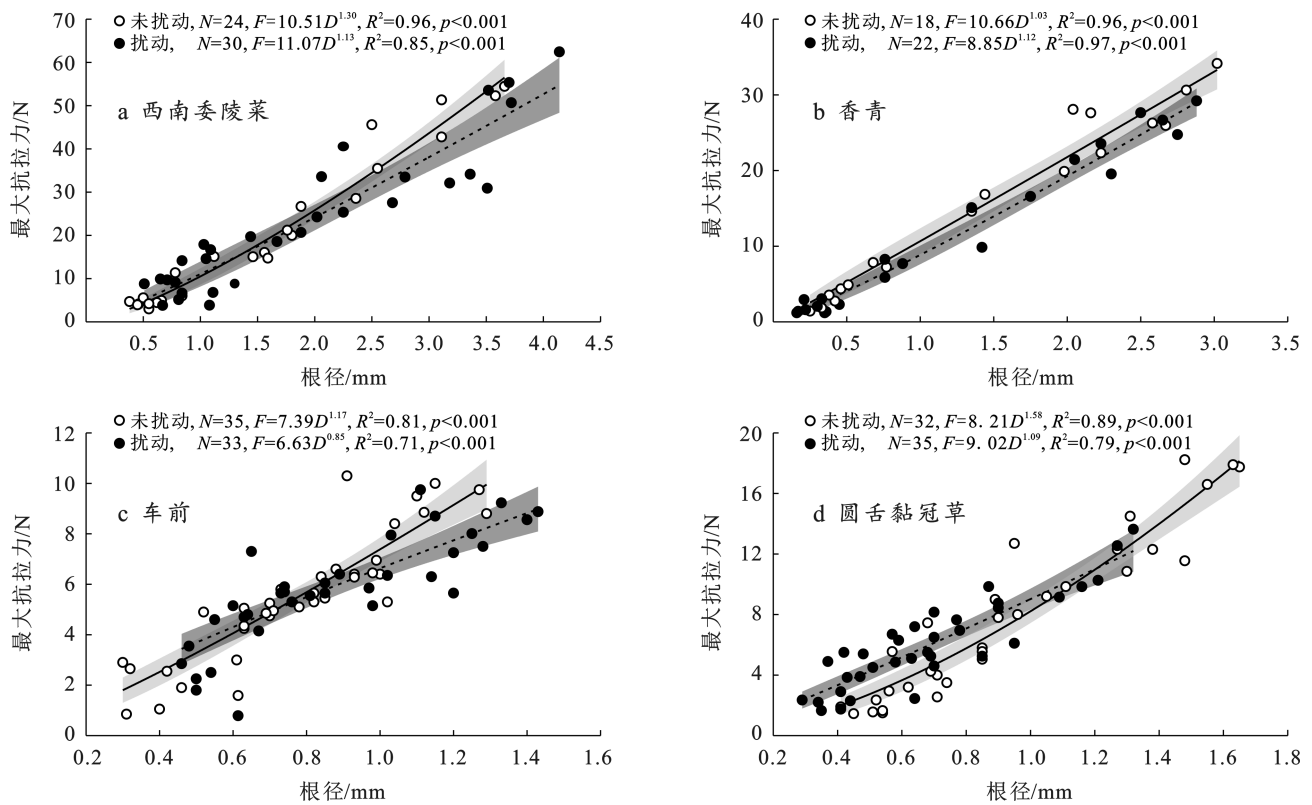 未扰动, N=24, F=10.51D^1.30, R²=0.96, p<0.001
扰动, N=30, F=11.07D^1.13, R²=0.85, p<0.001
a 西南委陵菜
最大抗拉力/N
70
60
50
40
30
20
10
0
0.5 1.0 1.5 2.0 2.5 3.0 3.5 4.0 4.5
根径/mm
未扰动, N=18, F=10.66D^1.03, R²=0.96, p<0.001
扰动, N=22, F=8.85D^1.12, R²=0.97, p<0.001
b 香青
最大抗拉力/N
40
30
20
10
0
0.5 1.0 1.5 2.0 2.5 3.0 3.5
根径/mm
未扰动, N=35, F=7.39D^1.17, R²=0.81, p<0.001
扰动, N=33, F=6.63D^0.85, R²=0.71, p<0.001
c 车前
最大抗拉力/N
12
10
8
6
4
2
0
0.2 0.4 0.6 0.8 1.0 1.2 1.4 1.6
根径/mm
未扰动, N=32, F=8. 21D^1.58, R²=0.89, p<0.001
扰动, N=35, F=9. 02D^1.09, R²=0.79, p<0.001
d 圆舌黏冠草
最大抗拉力/N
20
16
12
8
4
0
0.2 0.4 0.6 0.8 1.0 1.2 1.4 1.6 1.8
根径/mm